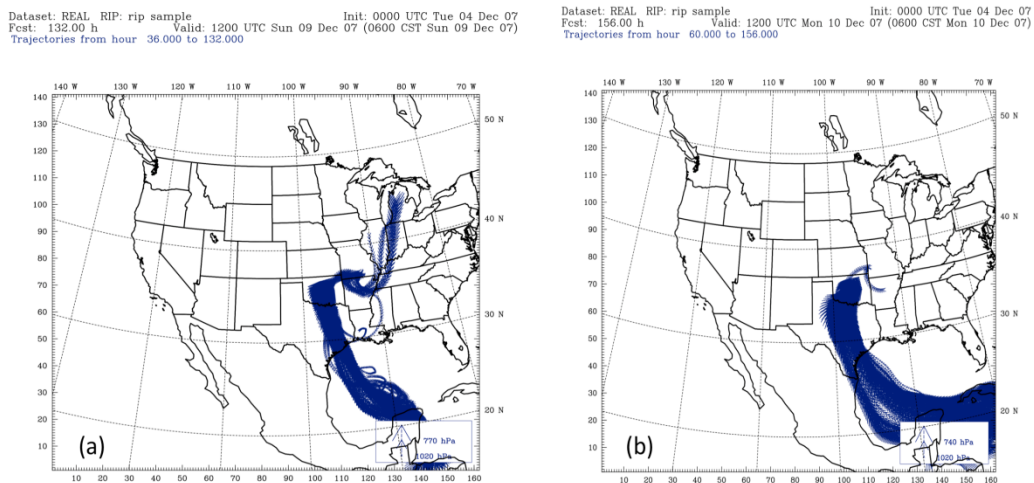 Dataset: REAL RIP: rip sample Init: 0000 UTC Tue 04 Dec 07
Fcst: 132.00 h Valid: 1200 UTC Sun 09 Dec 07 (0600 CST Sun 09 Dec 07)
Trajectories from hour 36.000 to 132.000
140 W 130 W 120 W 110 W 100 W 90 W 80 W 70 W
140
130
120
110
100
90
80
70
60
50
40
30
20
10
50 N
40 N
30 N
20 N
(a)
770 hPa
1020 hPa
10 20 30 40 50 60 70 80 90 100 110 120 130 140 150 160
Dataset: REAL RIP: rip sample Init: 0000 UTC Tue 04 Dec 07
Fcst: 156.00 h Valid: 1200 UTC Mon 10 Dec 07 (0600 CST Mon 10 Dec 07)
Trajectories from hour 60.000 to 156.000
140 W 130 W 120 W 110 W 100 W 90 W 80 W 70 W
140
130
120
110
100
90
80
70
60
50
40
30
20
10
50 N
40 N
30 N
20 N
(b)
740 hPa
1020 hPa
10 20 30 40 50 60 70 80 90 100 110 120 130 140 150 160